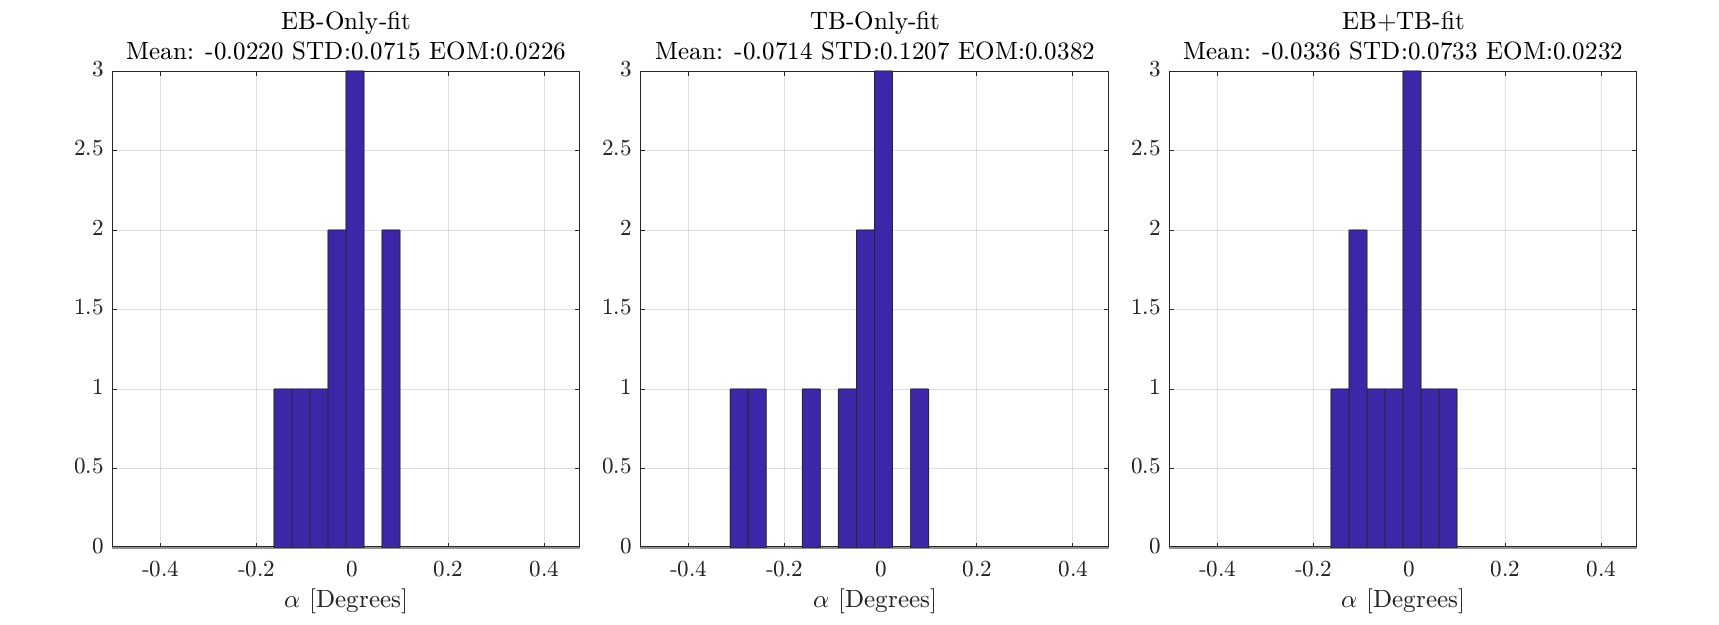 EB-Only-fit
Mean: -0.0220 STD:0.0715 EOM:0.0226
3
2.5
2
1.5
1
0.5
0
-0.4 -0.2 0 0.2 0.4
α [Degrees]
TB-Only-fit
Mean: -0.0714 STD:0.1207 EOM:0.0382
3
2.5
2
1.5
1
0.5
0
-0.4 -0.2 0 0.2 0.4
α [Degrees]
EB+TB-fit
Mean: -0.0336 STD:0.0733 EOM:0.0232
3
2.5
2
1.5
1
0.5
0
-0.4 -0.2 0 0.2 0.4
α [Degrees]